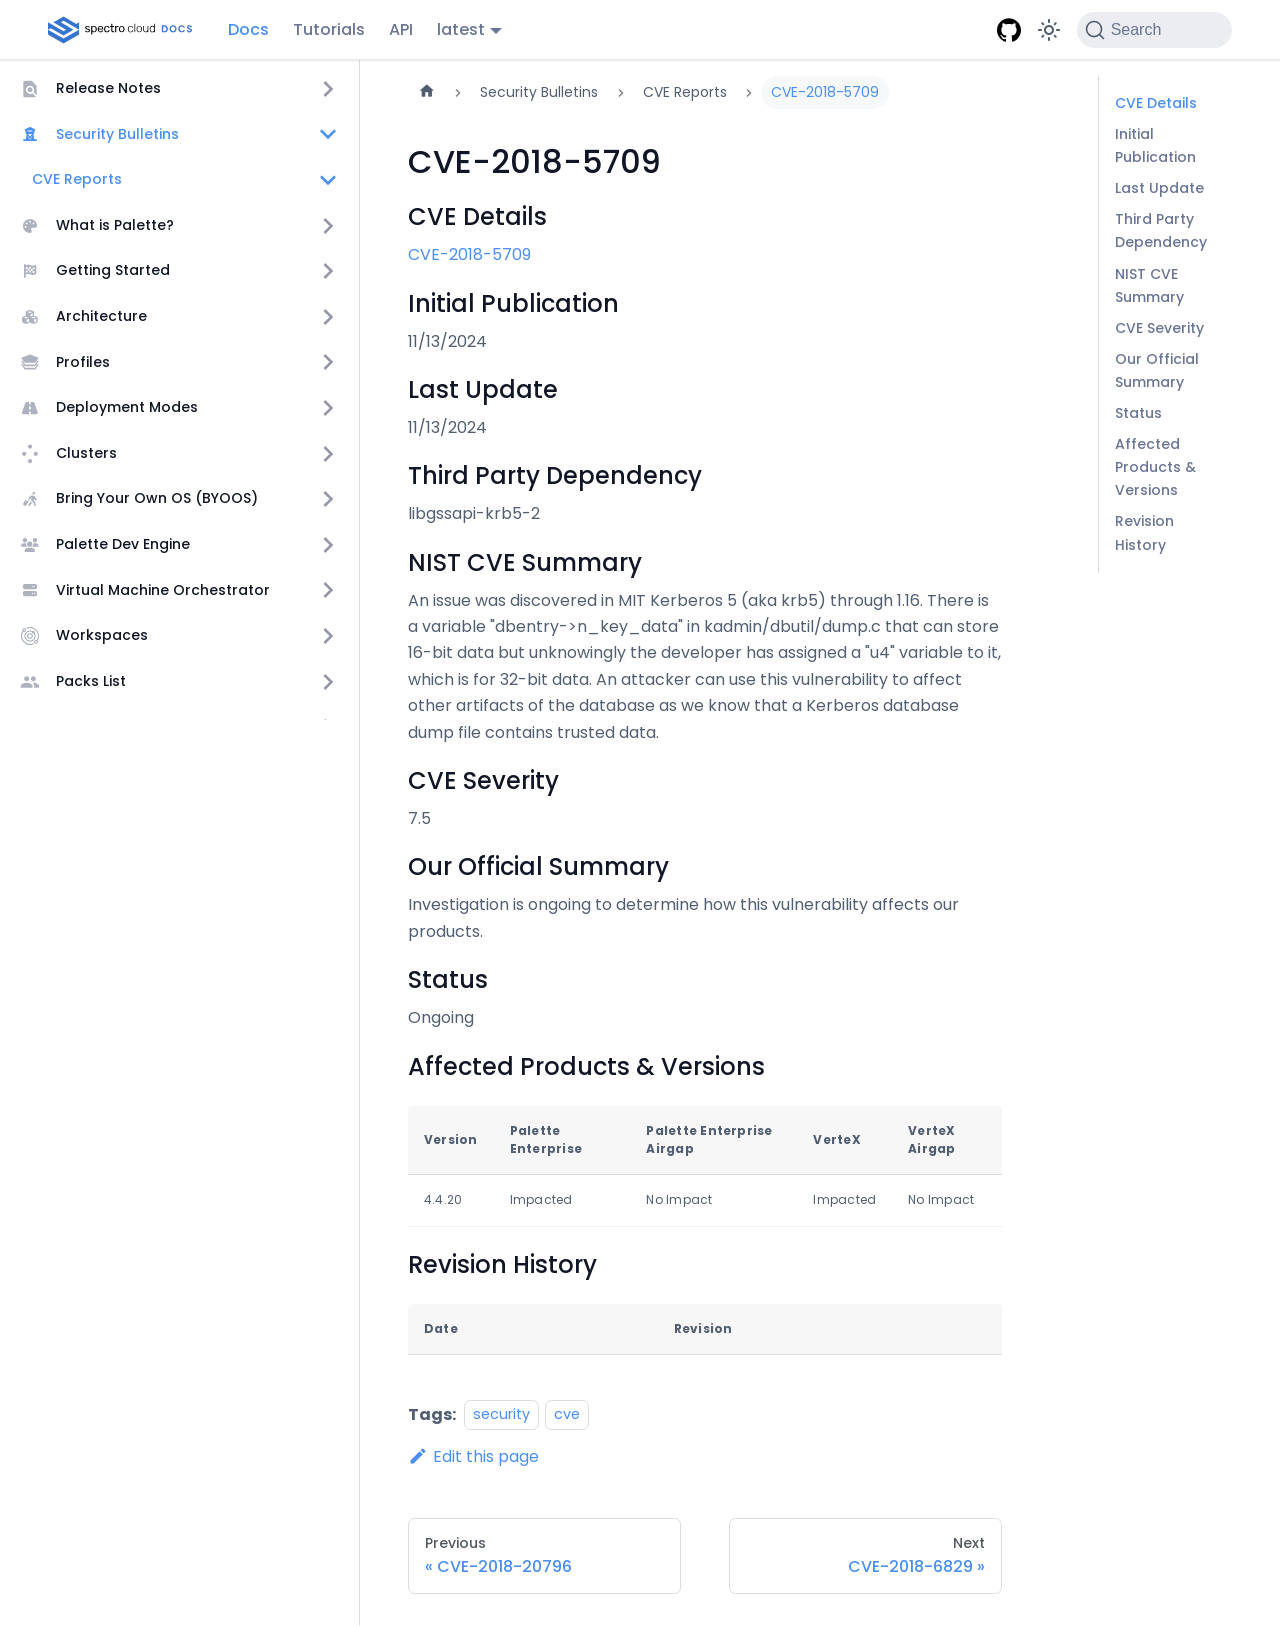 spectro cloud DOCS
Docs
Tutorials
API
latest
Search
Release Notes
Security Bulletins
CVE Reports
What is Palette?
Getting Started
Architecture
Profiles
Deployment Modes
Clusters
Bring Your Own OS (BYOOS)
Palette Dev Engine
Virtual Machine Orchestrator
Workspaces
Packs List
Security Bulletins
CVE Reports
CVE-2018-5709
CVE-2018-5709
CVE Details
CVE-2018-5709
Initial Publication
11/13/2024
Last Update
11/13/2024
Third Party Dependency
libgssapi-krb5-2
NIST CVE Summary
An issue was discovered in MIT Kerberos 5 (aka krb5) through 1.16. There is
a variable "dbentry->n_key_data" in kadmin/dbutil/dump.c that can store
16-bit data but unknowingly the developer has assigned a "u4" variable to it,
which is for 32-bit data. An attacker can use this vulnerability to affect
other artifacts of the database as we know that a Kerberos database
dump file contains trusted data.
CVE Severity
7.5
Our Official Summary
Investigation is ongoing to determine how this vulnerability affects our
products.
Status
Ongoing
Affected Products & Versions
Version
Palette
Enterprise
Palette Enterprise
Airgap
VerteX
VerteX
Airgap
4.4.20
Impacted
No Impact
Impacted
No Impact
Revision History
Date
Revision
Tags:
security
cve
Edit this page
Previous
« CVE-2018-20796
Next
CVE-2018-6829 »
CVE Details
Initial
Publication
Last Update
Third Party
Dependency
NIST CVE
Summary
CVE Severity
Our Official
Summary
Status
Affected
Products &
Versions
Revision
History